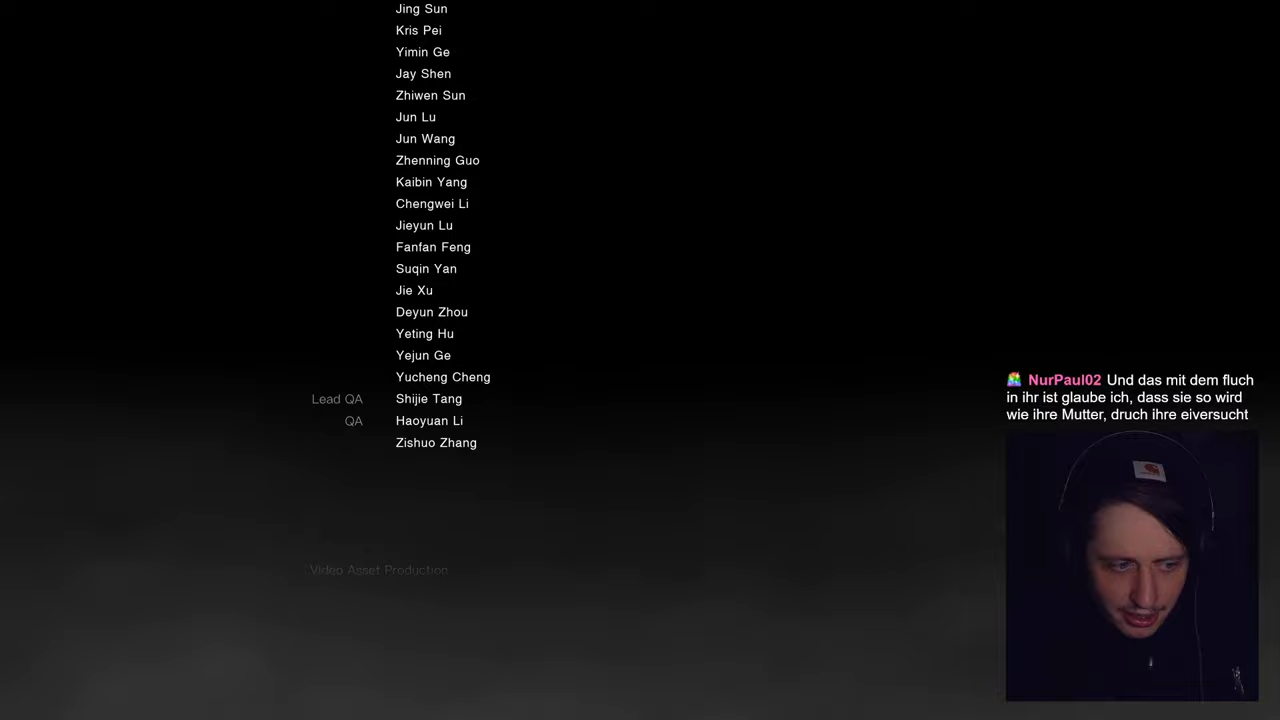 Jing Sun
Kris Pei
Yimin Ge
Jay Shen
Zhiwen Sun
Jun Lu
Jun Wang
Zhenning Guo
Kaibin Yang
Chengwei Li
Jieyun Lu
Fanfan Feng
Suqin Yan
Jie Xu
Deyun Zhou
Yeting Hu
Yejun Ge
Yucheng Cheng
Lead QA Shijie Tang
QA Haoyuan Li
Zishuo Zhang
Video Asset Production
NurPaul02 Und das mit dem fluch
in ihr ist glaube ich, dass sie so wird
wie ihre Mutter, druch ihre eiversucht